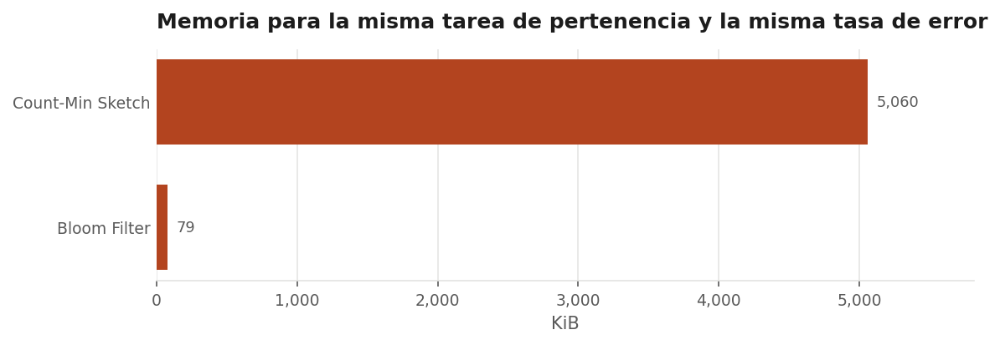 Memoria para la misma tarea de pertenencia y la misma tasa de error
Count-Min Sketch
5,060
Bloom Filter
79
0
1,000
2,000
3,000
4,000
5,000
KiB